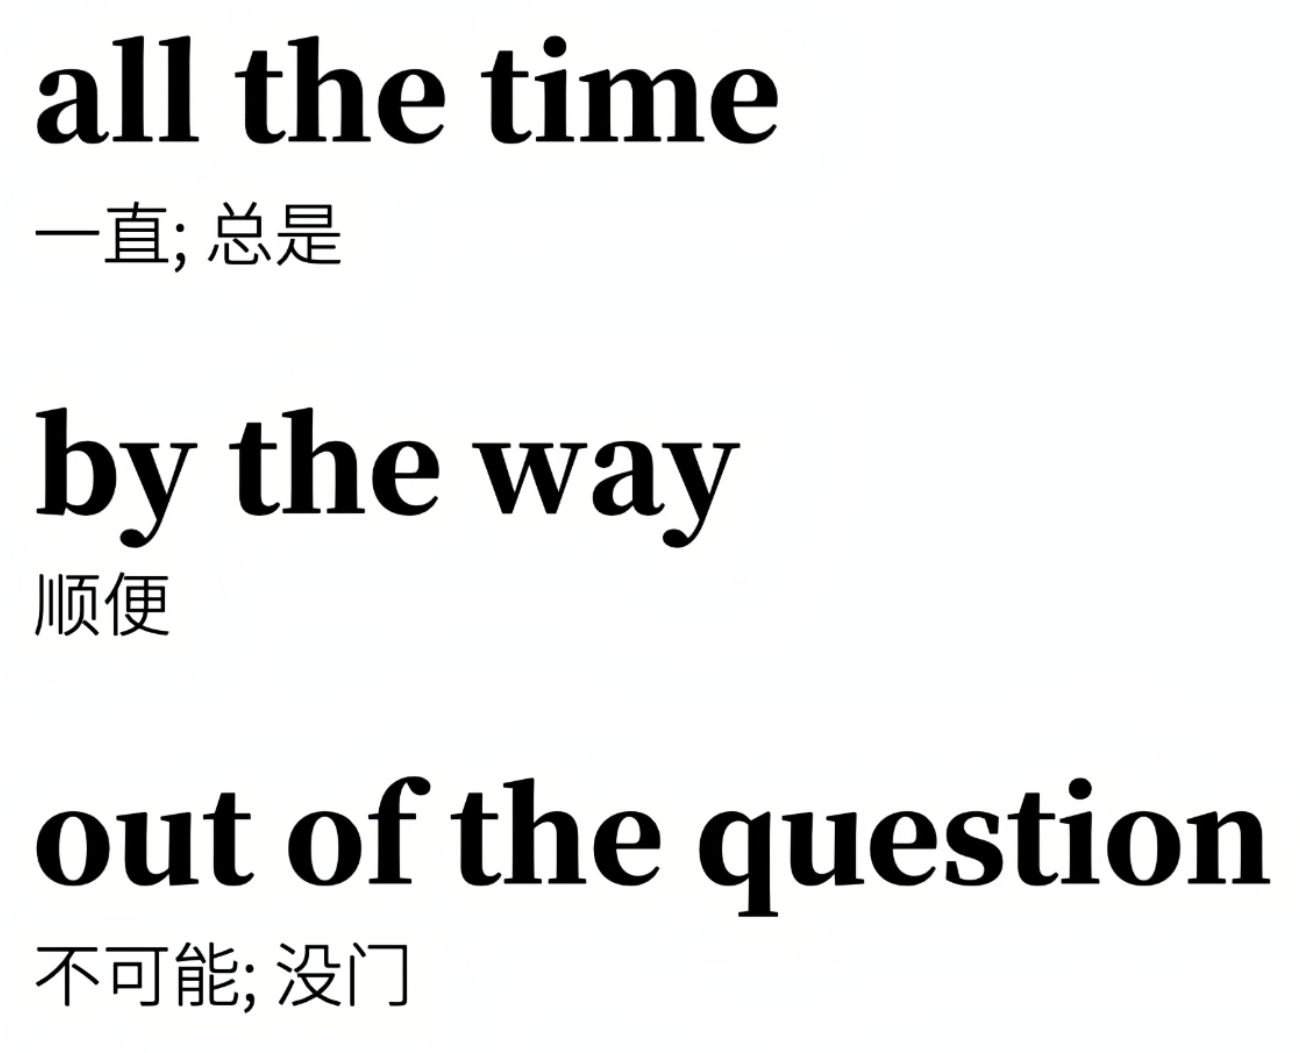 all the time
一直; 总是
by the way
顺便
out of the question
不可能; 没门